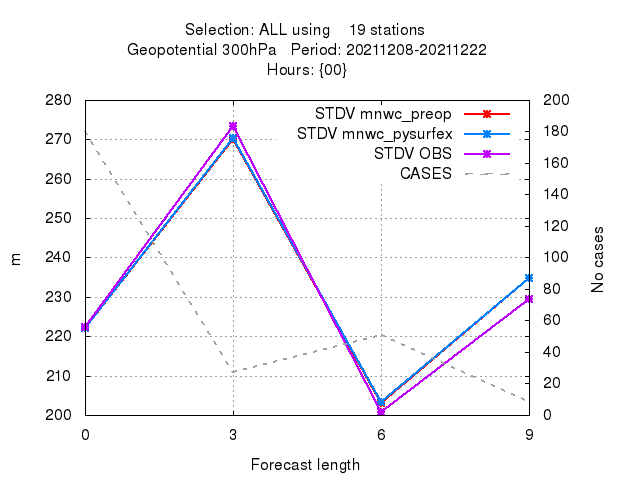 Selection: ALL using    19 stations
Geopotential 300hPa   Period: 20211208-20211222
Hours: {00}
280 200
STDV mnwc_preop
180
270 STDV mnwc_pysurfex
160
STDV OBS
260 CASES 140
250 120
m 240 100 No cases
230 80
60
220
40
210
20
200 0
0 3 6 9
Forecast length